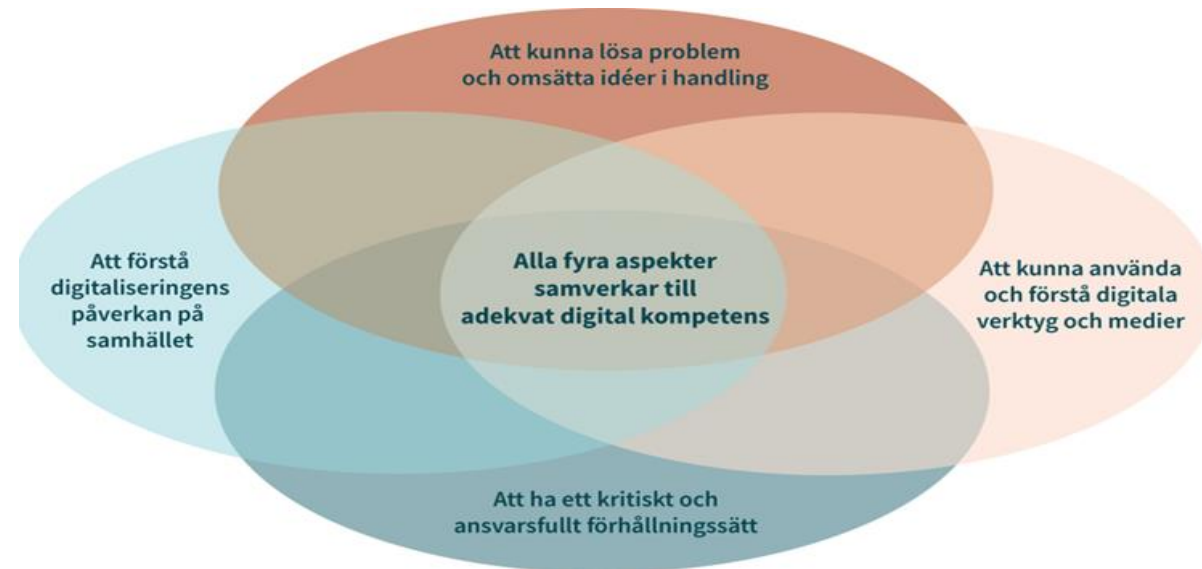 Att kunna lösa problem
och omsätta idéer i handling
Att förstå
digitaliseringens
påverkan på
samhället
Alla fyra aspekter
samverkar till
adekvat digital kompetens
Att kunna använda
och förstå digitala
verktyg och medier
Att ha ett kritiskt och
ansvarsfullt förhållningssätt